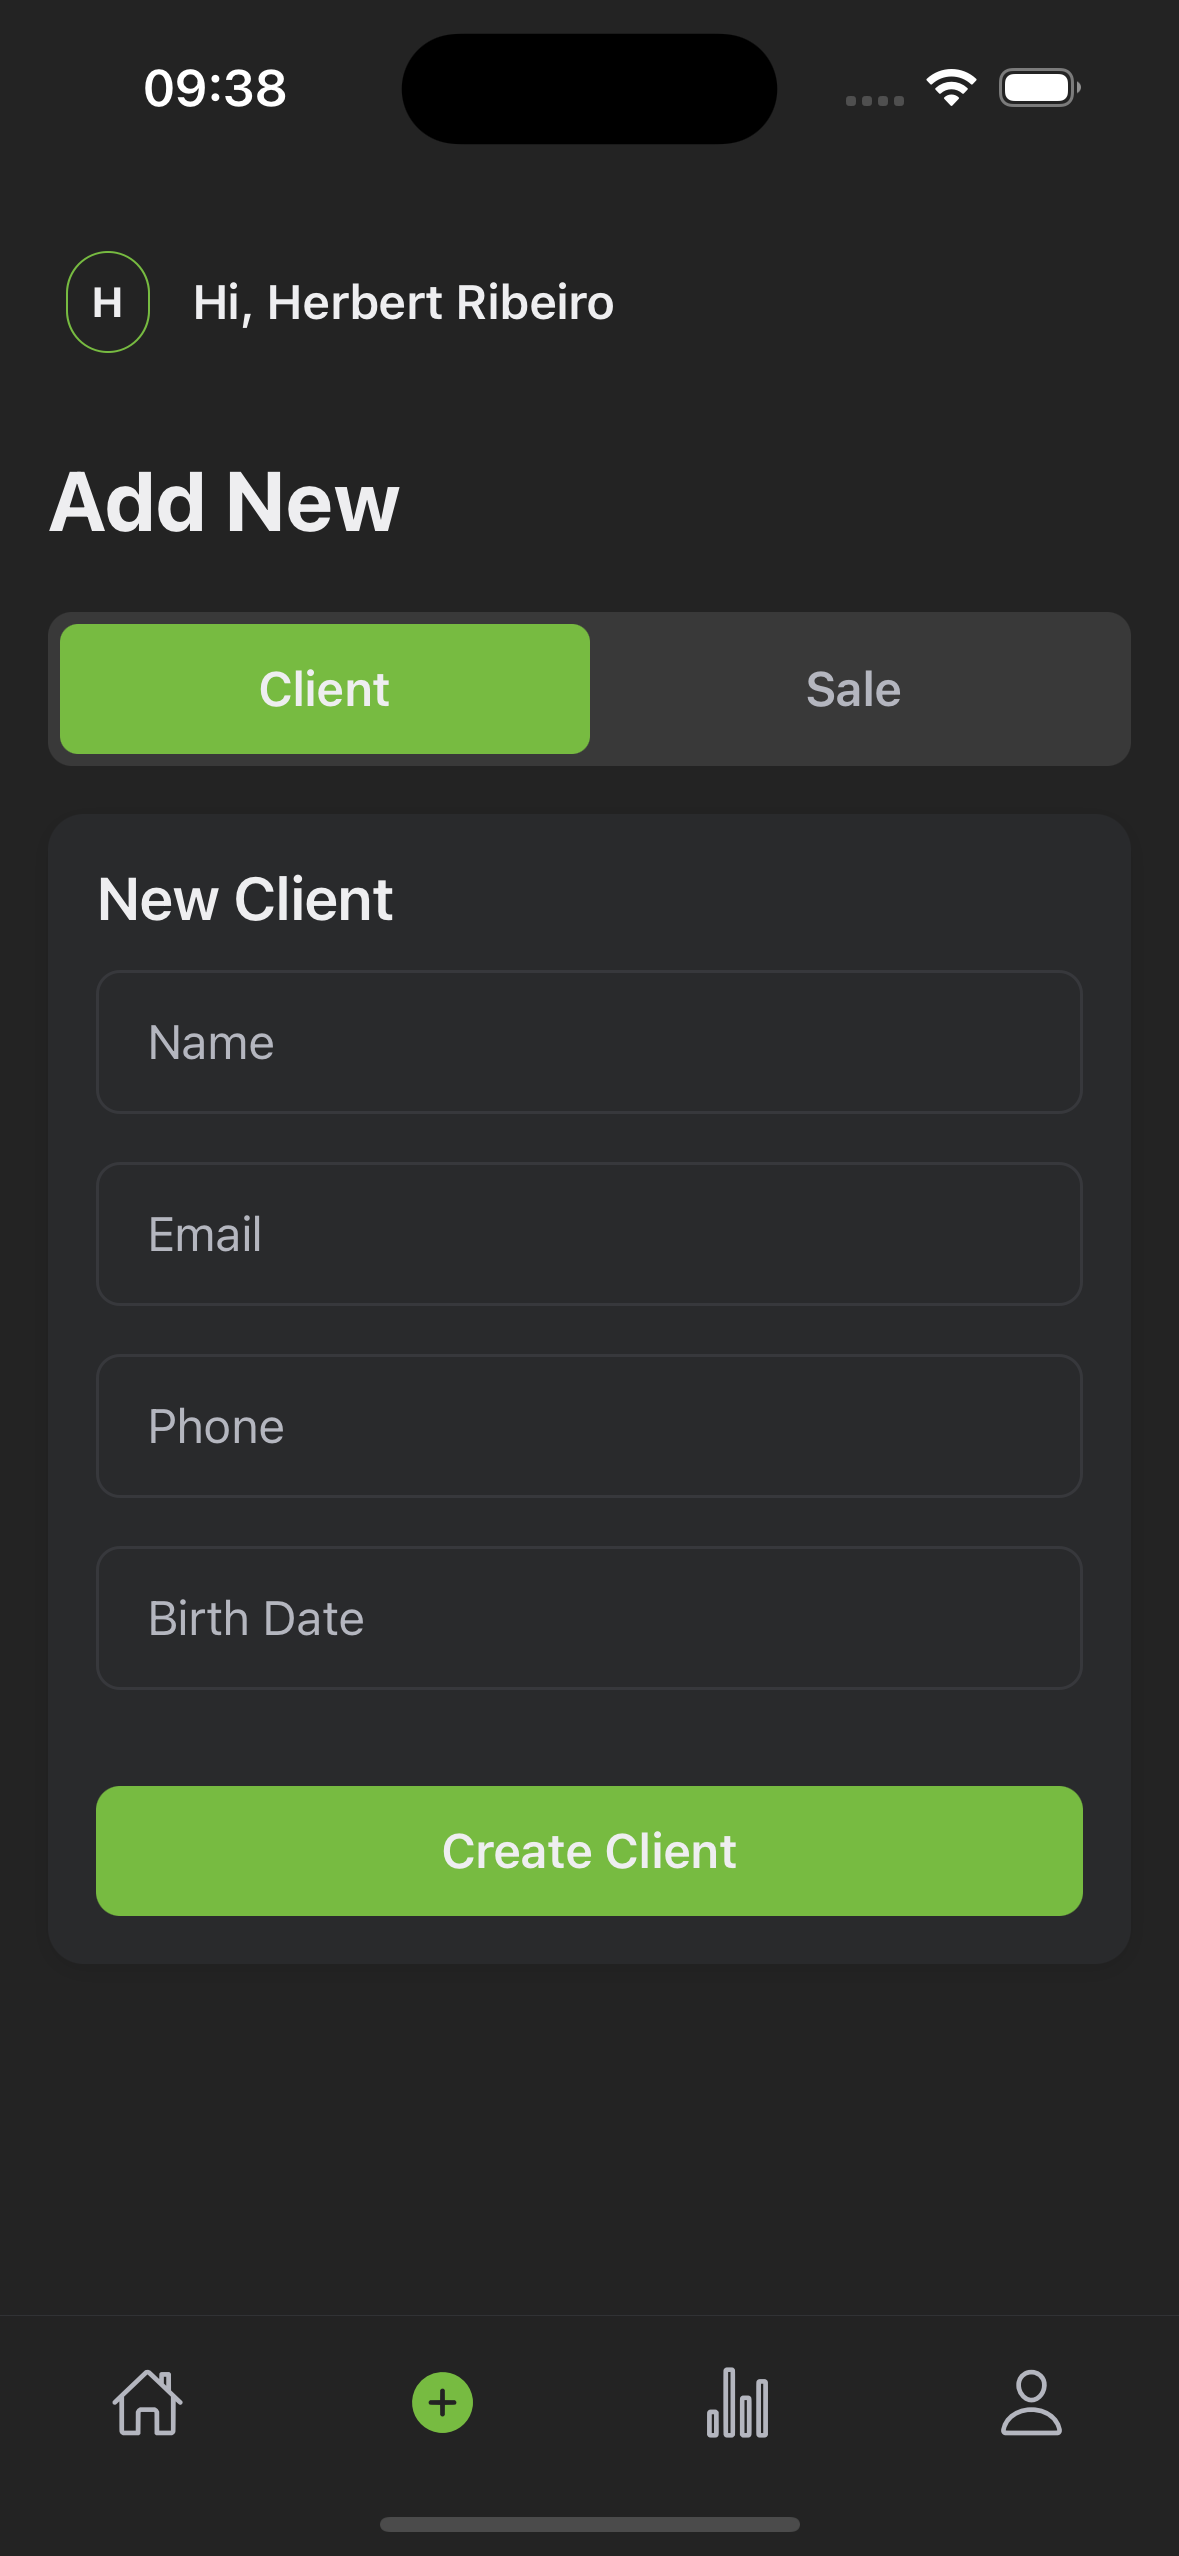 09:38
H
Hi, Herbert Ribeiro
Add New
Client
Sale
New Client
Name
Email
Phone
Birth Date
Create Client